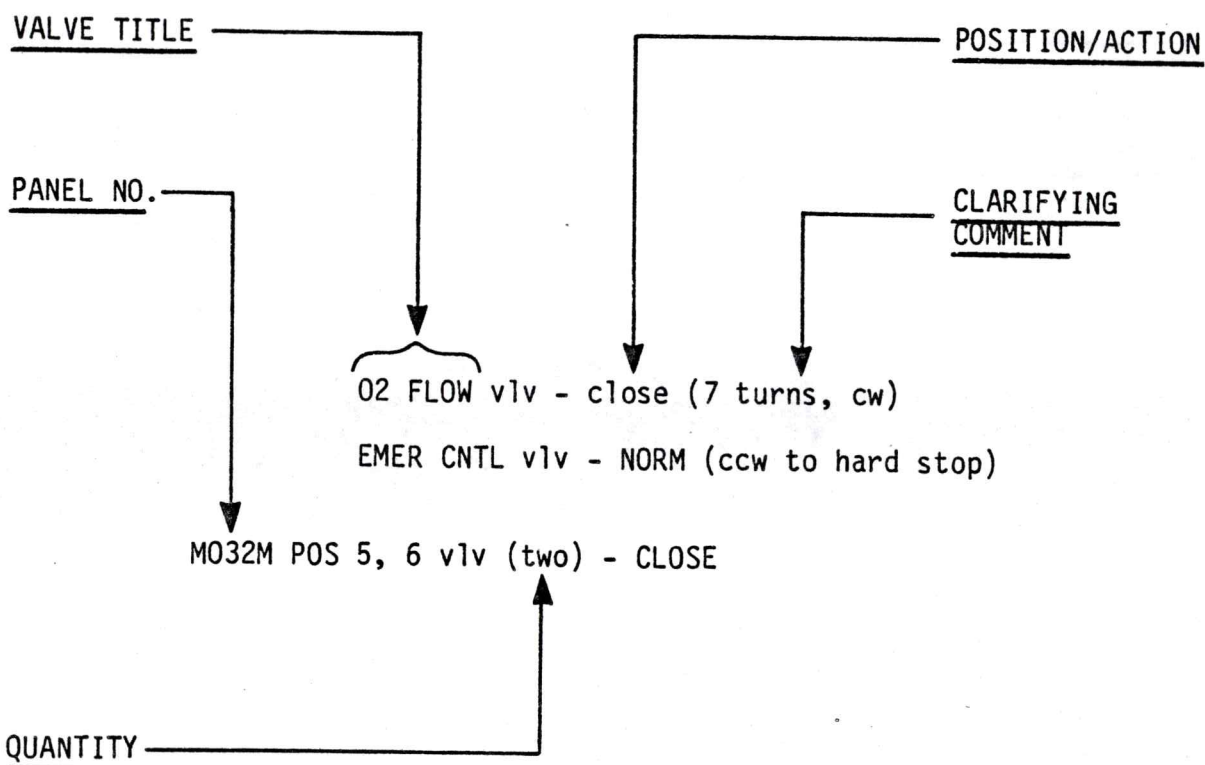 VALVE TITLE
POSITION/ACTION
PANEL NO.
CLARIFYING
COMMENT
O2 FLOW vlv - close (7 turns, cw)
EMER CNTL vlv - NORM (ccw to hard stop)
MO32M POS 5, 6 vlv (two) - CLOSE
QUANTITY